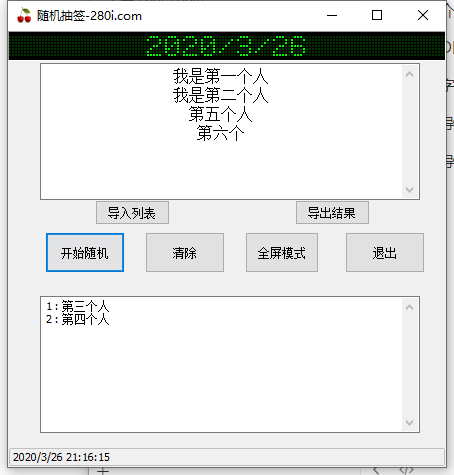 随机抽签-280i.com
2020/3/26
我是第一个人
我是第二个人
第五个人
第六个
导入列表
导出结果
开始随机
清除
全屏模式
退出
1:第三个人
2:第四个人
2020/3/26 21:16:15